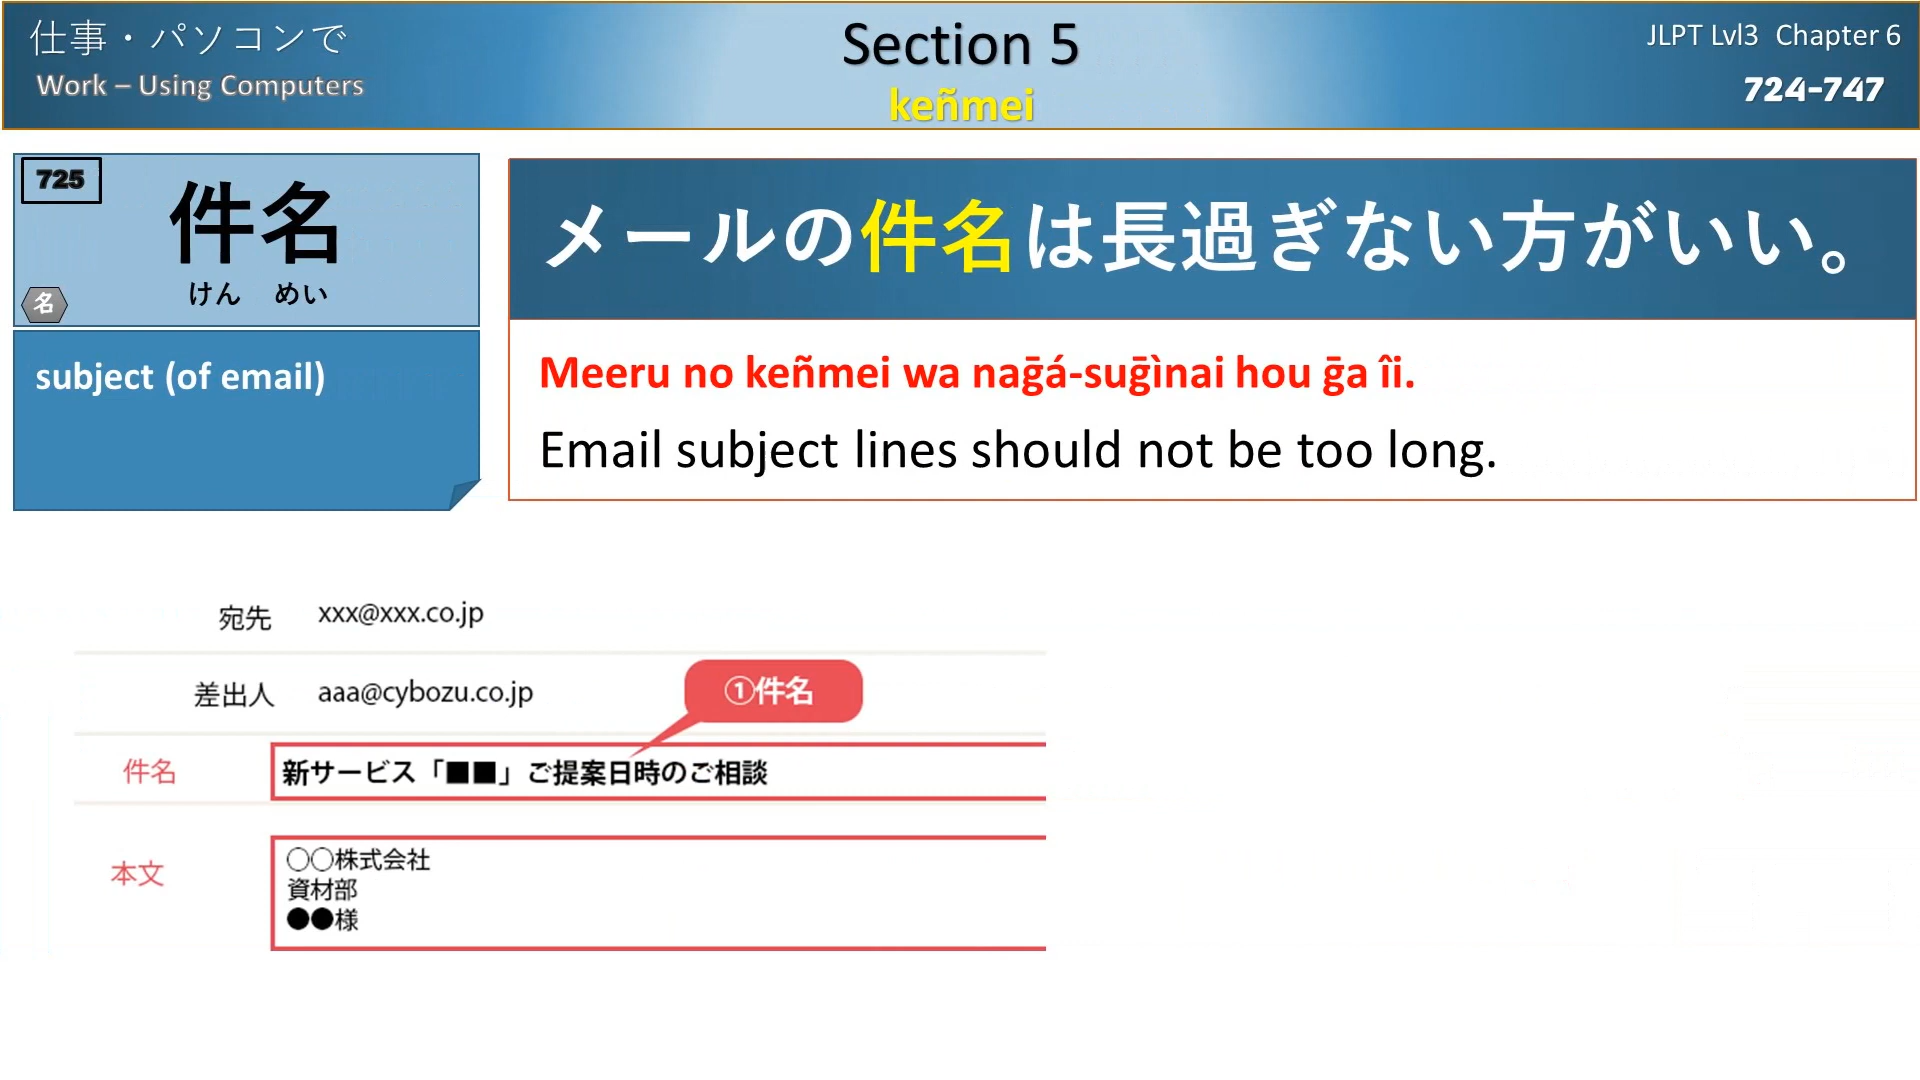 仕事・パソコンで
Work – Using Computers
Section 5
keñmei
JLPT Lvl3 Chapter 6
724-747
725
件名
けん めい
名
subject (of email)
メールの件名は長過ぎない方がいい。
Meeru no keñmei wa naḡá-suḡìnai hou ḡa îi.
Email subject lines should not be too long.
宛先 xxx@xxx.co.jp
差出人 aaa@cybozu.co.jp
①件名
件名 新サービス「■■」ご提案日時のご相談
本文
○○株式会社
資材部
●●様